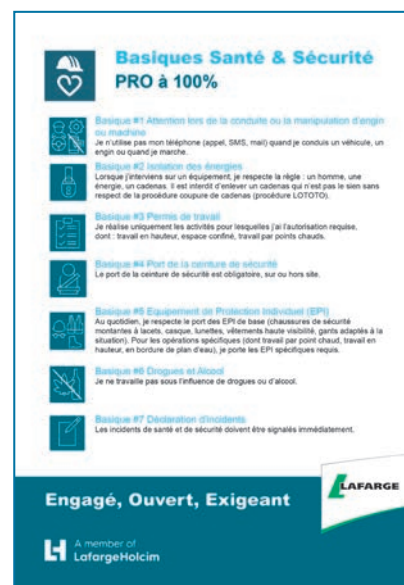 Basiques Santé & Sécurité
PRO à 100%
Basique #1 Attention lors de la conduite ou la manipulation d'engin
ou machine
Je n'utilise pas mon téléphone (appel, SMS, mail) quand je conduis un véhicule, un
engin ou quand je marche.
Basique #2 Isolation des énergies
Lorsque j'interviens sur un équipement, je respecte la règle : un homme, une
énergie, un cadenas. Il est interdit d'enlever un cadenas qui n'est pas le sien sans
respect de la procédure coupure de cadenas (procédure LOTOTO).
Basique #3 Permis de travail
Je réalise uniquement les activités pour lesquelles j'ai l'autorisation requise,
dont : travail en hauteur, espace confiné, travail par points chauds.
Basique #4 Port de la ceinture de sécurité
Le port de la ceinture de sécurité est obligatoire, sur ou hors site.
Basique #5 Equipement de Protection Individuel (EPI)
Au quotidien, je respecte le port des EPI de base (chaussures de sécurité
montantes à lacets, casque, lunettes, vêtements haute visibilité, gants adaptés à la
situation). Pour les opérations spécifiques (dont travail par point chaud, travail en
hauteur, en bordure de plan d'eau), je porte les EPI spécifiques requis.
Basique #6 Drogues et Alcool
Je ne travaille pas sous l'influence de drogues ou d'alcool.
Basique #7 Déclaration d'incidents
Les incidents de santé et de sécurité doivent être signalés immédiatement.
LAFARGE
Engagé, Ouvert, Exigeant
A member of
LafargeHolcim